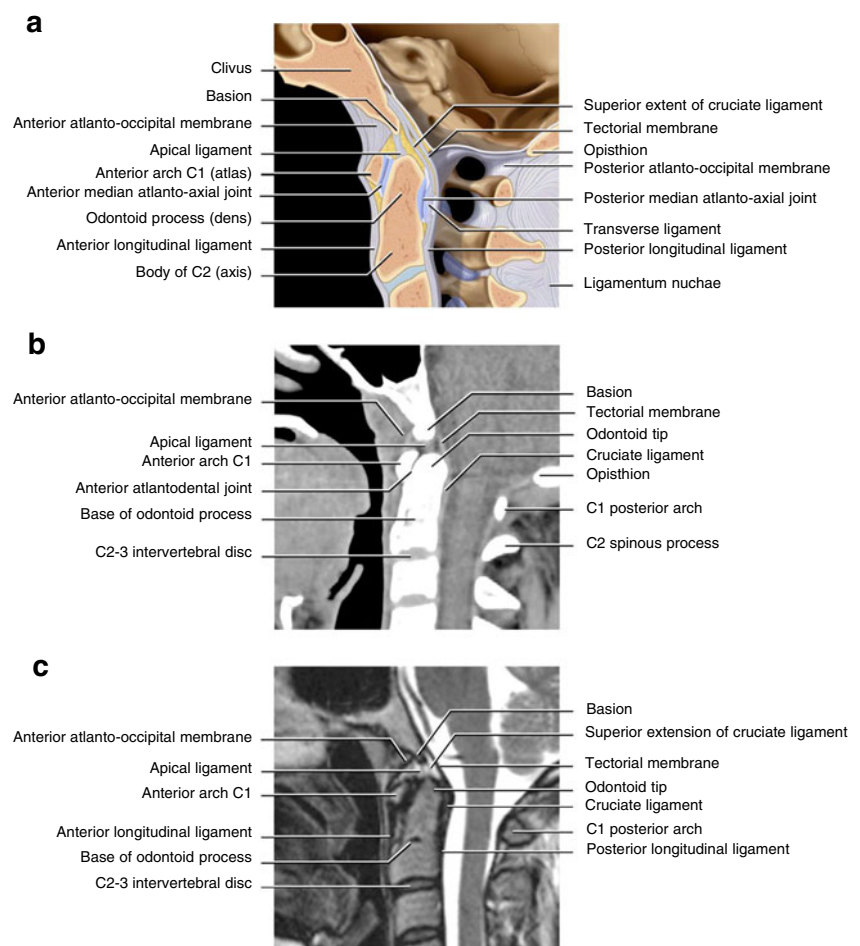 a
Clivus
Basion
Anterior atlanto-occipital membrane
Apical ligament
Anterior arch C1 (atlas)
Anterior median atlanto-axial joint
Odontoid process (dens)
Anterior longitudinal ligament
Body of C2 (axis)
Superior extent of cruciate ligament
Tectorial membrane
Opisthion
Posterior atlanto-occipital membrane
Posterior median atlanto-axial joint
Transverse ligament
Posterior longitudinal ligament
Ligamentum nuchae
b
Anterior atlanto-occipital membrane
Apical ligament
Anterior arch C1
Anterior atlantodental joint
Base of odontoid process
C2-3 intervertebral disc
Basion
Tectorial membrane
Odontoid tip
Cruciate ligament
Opisthion
C1 posterior arch
C2 spinous process
c
Anterior atlanto-occipital membrane
Apical ligament
Anterior arch C1
Anterior longitudinal ligament
Base of odontoid process
C2-3 intervertebral disc
Basion
Superior extension of cruciate ligament
Tectorial membrane
Odontoid tip
Cruciate ligament
C1 posterior arch
Posterior longitudinal ligament